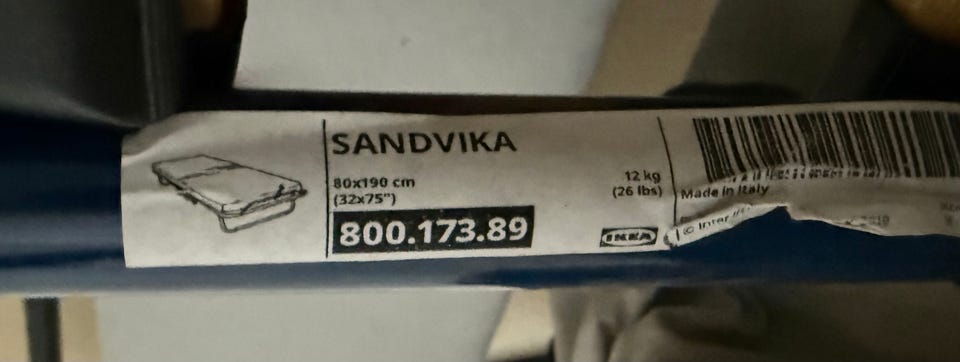 SANDVIKA
80x190 cm
(32x75")
12 kg
(26 lbs)
800.173.89
IKEA
Made in Italy
© Inter